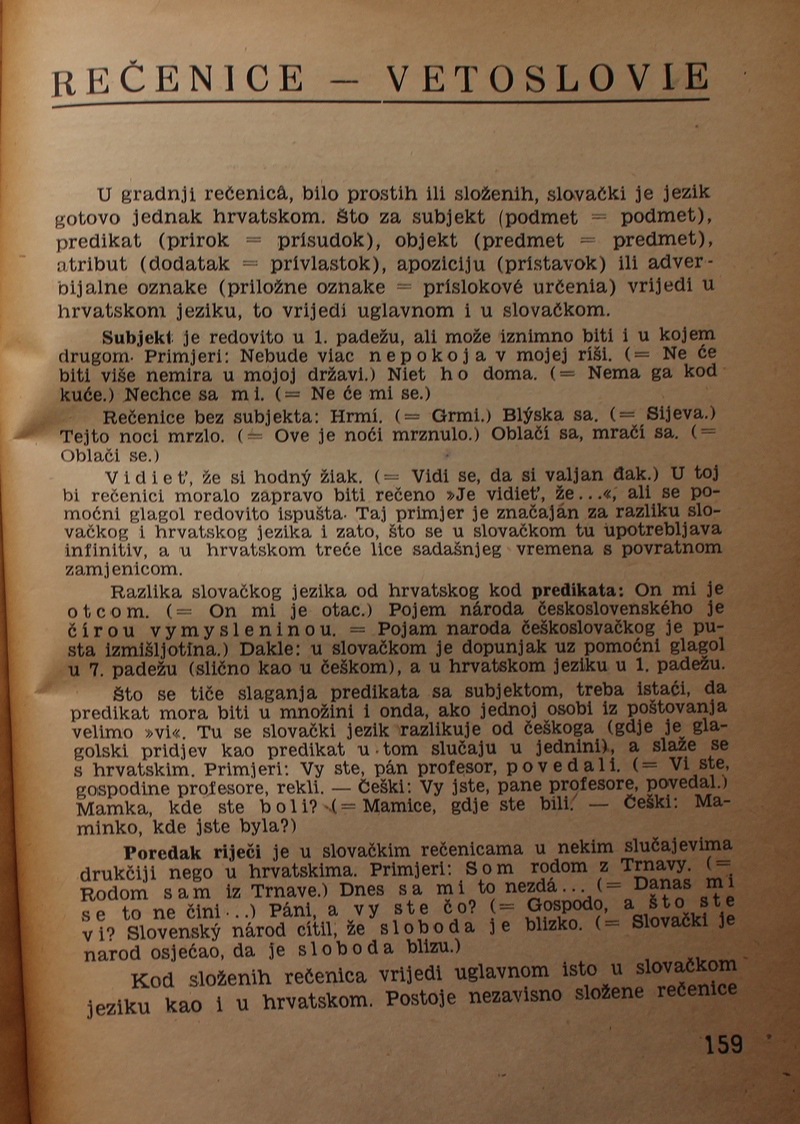 REČENICE — VETOSLOVIE
U gradnji rečenicâ, bilo prostih ili složenih, slovački je jezik
gotovo jednak hrvatskom. Što za subjekt (podmet = podmet),
predikat (prirok = prísudok), objekt (predmet = predmet),
atribut (dodatak = prívlastok), apoziciju (prístavok) ili adver-
bijalne oznake (priložne oznake = príslokové určenia) vrijedi u
hrvatskom jeziku, to vrijedi uglavnom i u slovačkom.
Subjekt je redovito u 1. padežu, ali može iznimno biti i u kojem
drugom. Primjeri: Nebude viac nepokoja v mojej ríši. (= Ne će
biti više nemira u mojoj državi.) Niet ho doma. (= Nema ga kod
kuće.) Nechce sa mi. (= Ne će mi se.)
Rečenice bez subjekta: Hrmí. (= Grmi.) Blýska sa. (= Sijeva.)
Tejto noci mrzlo. (= Ove je noći mrznulo.) Oblačí sa, mračí sa. (=
Oblači se.)
Vidieť, že si hodný žiak. (= Vidi se, da si valjan đak.) U toj
bi rečenici moralo zapravo biti rečeno »Je vidieť, že...«, ali se po-
moćni glagol redovito ispušta. Taj primjer je značajan za razliku slo-
vačkog i hrvatskog jezika i zato, što se u slovačkom tu upotrebljava
infinitiv, a u hrvatskom treće lice sadašnjeg vremena s povratnom
zamjenicom.
Razlika slovačkog jezika od hrvatskog kod predikata: On mi je
otcom. (= On mi je otac.) Pojem národa československého je
čírou vymysleninou. = Pojam naroda češkoslovačkog je pu-
sta izmišljotina.) Dakle: u slovačkom je dopunjak uz pomoćni glagol
u 7. padežu (slično kao u češkom), a u hrvatskom jeziku u 1. padežu.
Što se tiče slaganja predikata sa subjektom, treba istaći, da
predikat mora biti u množini i onda, ako jednoj osobi iz poštovanja
velimo »vi«. Tu se slovački jezik razlikuje od češkoga (gdje je gla-
golski pridjev kao predikat u tom slučaju u jednini), a slaže se
s hrvatskim. Primjeri: Vy ste, pán profesor, povedali. (= Vi ste,
gospodine profesore, rekli. — Češki: Vy jste, pane profesore, povedal.)
Mamka, kde ste boli? (= Mamice, gdje ste bili. — Češki: Ma-
minko, kde jste byla?)
Poredak riječi je u slovačkim rečenicama u nekim slučajevima
drukčiji nego u hrvatskima. Primjeri: Som rodom z Trnavy. (=
Rodom sam iz Trnave.) Dnes sa mi to nezdá... (= Danas mi
se to ne čini...) Páni, a vy ste čo? (= Gospodo, a što ste
vi? Slovenský národ cítil, že sloboda je blízko. (= Slovački je
narod osjećao, da je sloboda blizu.)
Kod složenih rečenica vrijedi uglavnom isto u slovačkom
jeziku kao i u hrvatskom. Postoje nezavisno složene rečenice
159